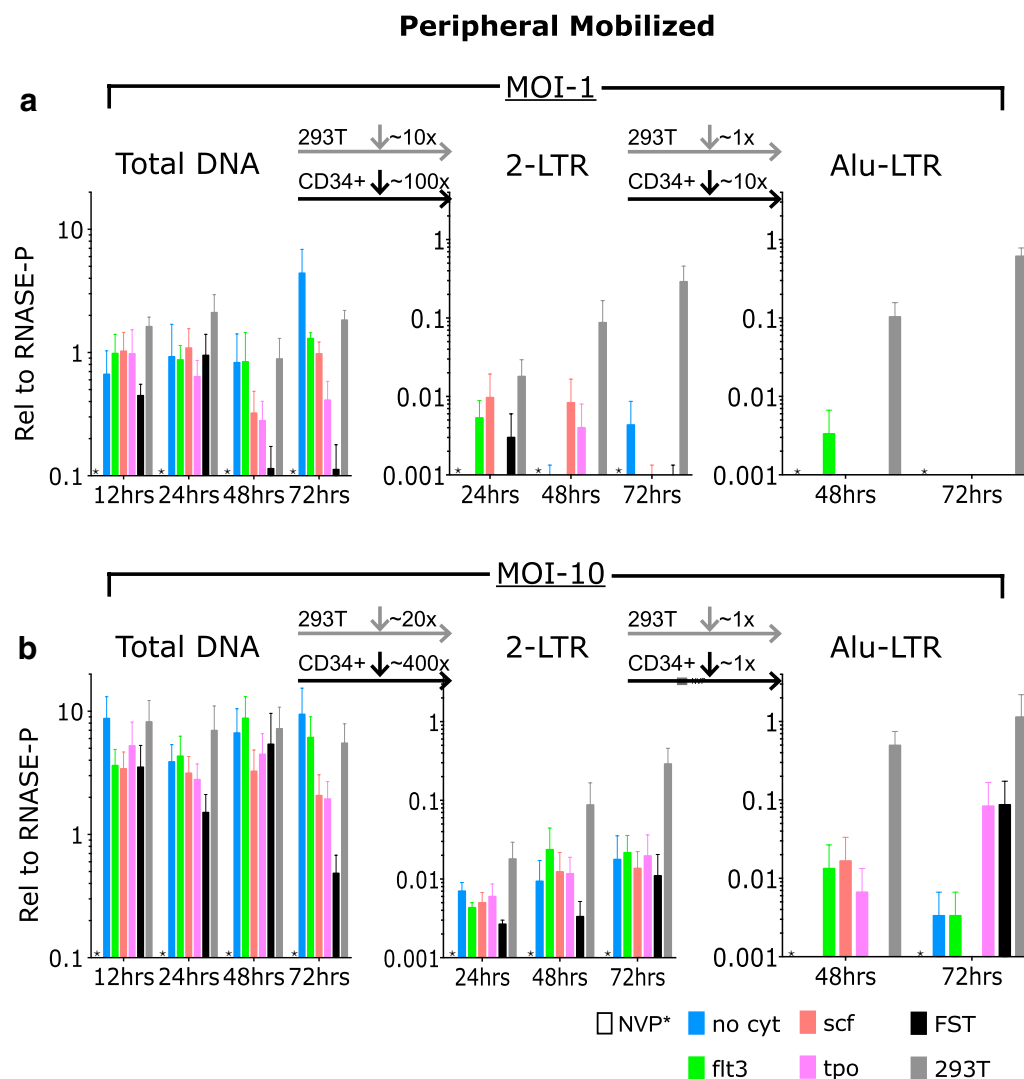 Peripheral Mobilized
a
MOI-1
Total DNA
293T ~10x
CD34+ ~100x
2-LTR
293T ~1x
CD34+ ~10x
Alu-LTR
Rel to RNASE-P
10
1
0.1
* * * *
12hrs 24hrs 48hrs 72hrs
1
0.1
0.01
0.001
* * *
24hrs 48hrs 72hrs
1
0.1
0.01
0.001
* *
48hrs 72hrs
MOI-10
b
Total DNA
293T ~20x
CD34+ ~400x
2-LTR
293T ~1x
CD34+ ~1x
Alu-LTR
Rel to RNASE-P
10
1
0.1
* * * *
12hrs 24hrs 48hrs 72hrs
1
0.1
0.01
0.001
* * *
24hrs 48hrs 72hrs
1
0.1
0.01
0.001
* *
48hrs 72hrs
NVP* no cyt scf FST
flt3 tpo 293T